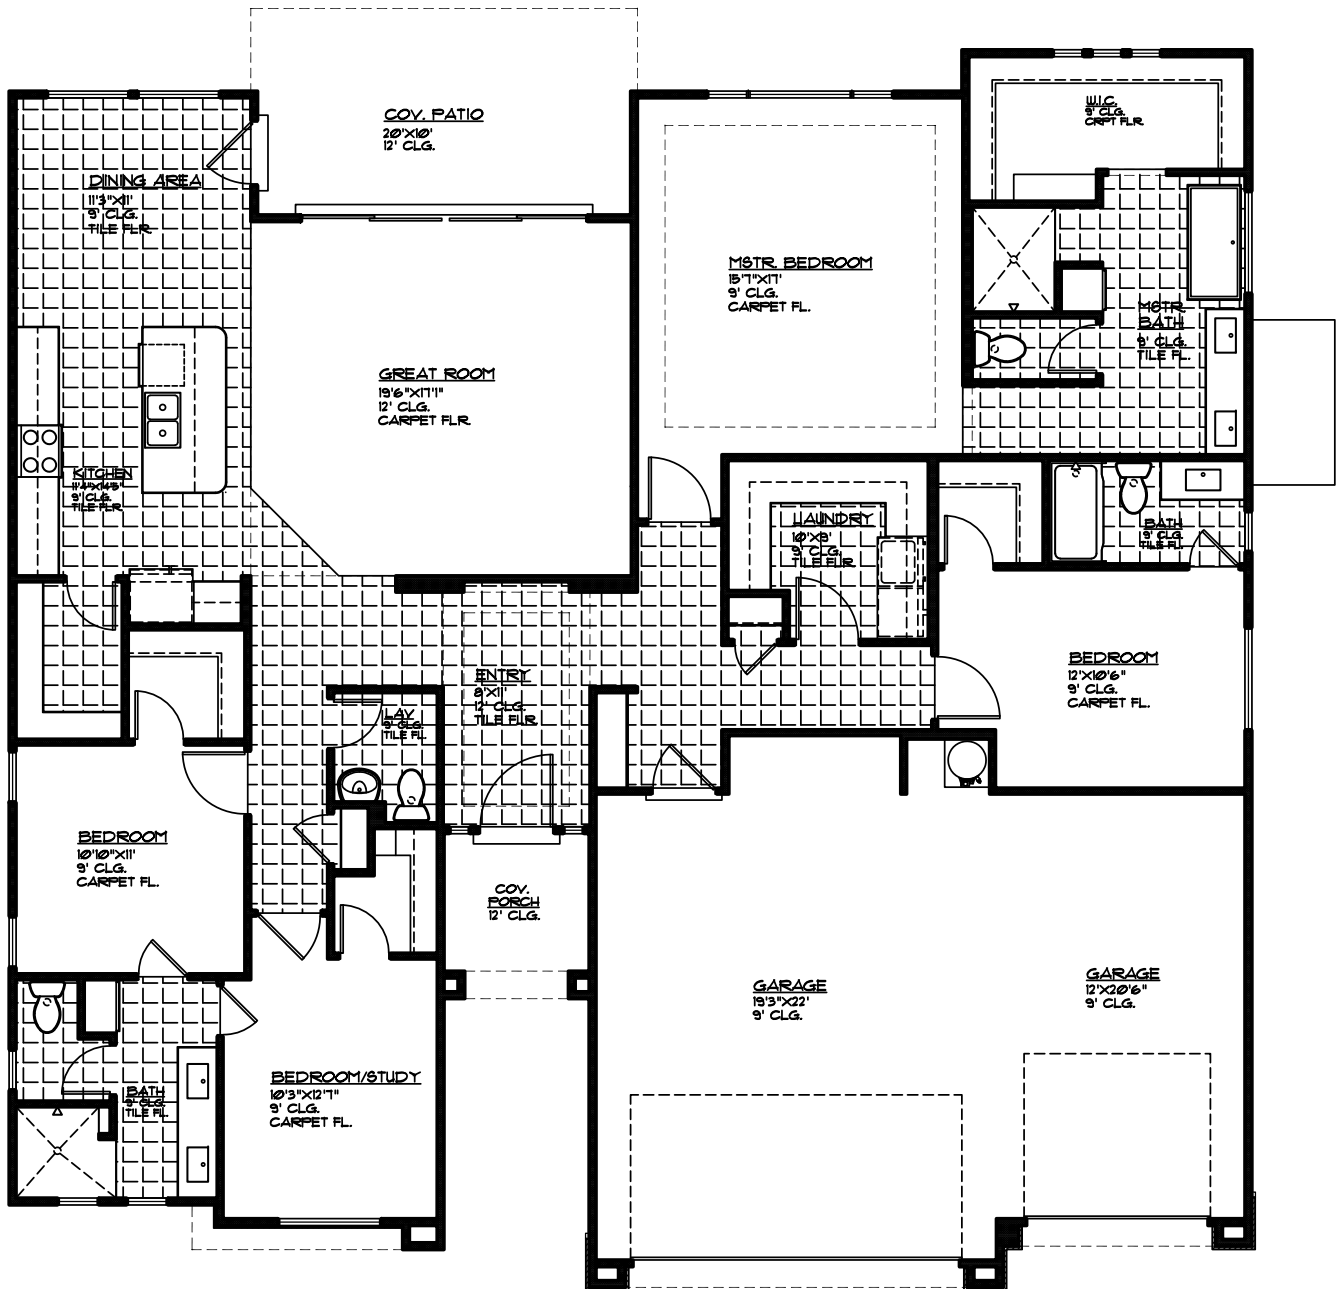 COV. PATIO
20'X10'
12' CLG.
W.I.C.
9' CLG.
CRPT FLR.
DINING AREA
11'3"X11'
9' CLG.
TILE FLR.
MSTR. BEDROOM
15'7"X17'
9' CLG.
CARPET FL.
MSTR.
BATH
9' CLG.
TILE FL.
GREAT ROOM
19'6"X17'1"
12' CLG.
CARPET FLR.
KITCHEN
11'4"X14'5"
9' CLG.
TILE FLR.
LAUNDRY
10'X9'
9' CLG.
TILE FLR.
BATH
9' CLG.
TILE FL.
ENTRY
8'X11'
12' CLG.
TILE FLR.
BEDROOM
12'X10'6"
9' CLG.
CARPET FL.
LAV.
9' CLG.
TILE FL.
BEDROOM
10'10"X11'
9' CLG.
CARPET FL.
COV.
PORCH
12' CLG.
GARAGE
19'3"X22'
9' CLG.
GARAGE
12'X20'6"
9' CLG.
BATH
9' CLG.
TILE FL.
BEDROOM/STUDY
10'3"X12'7"
9' CLG.
CARPET FL.